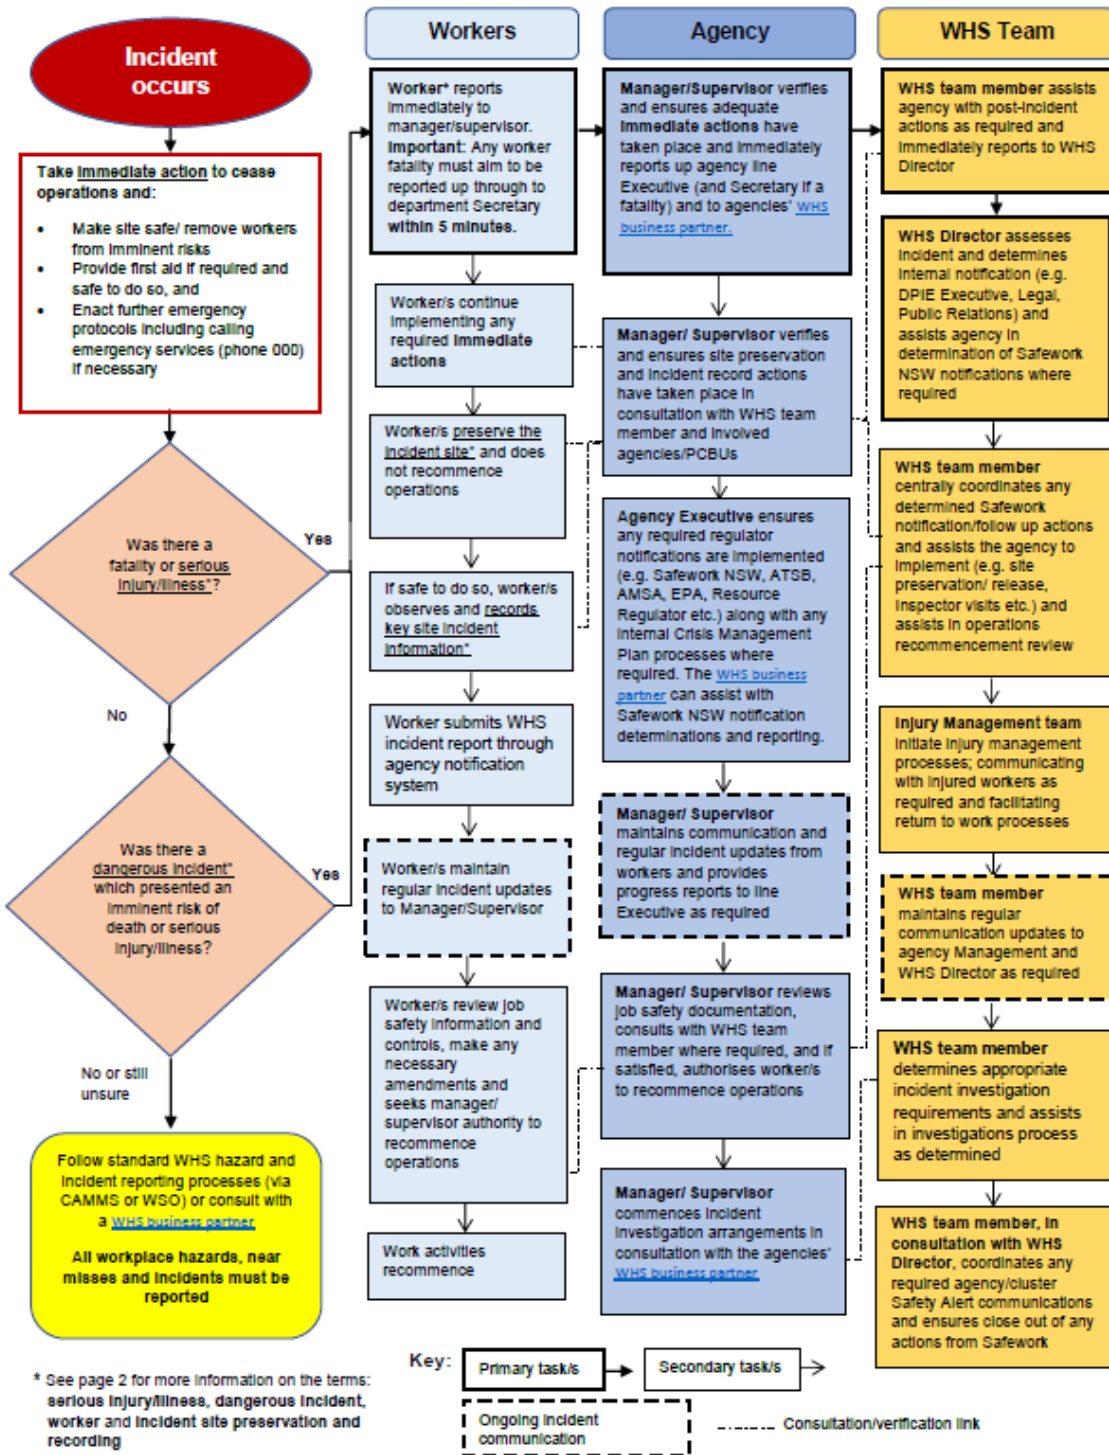 Incident
occurs
Take immediate action to cease
operations and:
• Make site safe/ remove workers
from imminent risks
• Provide first aid if required and
safe to do so, and
• Enact further emergency
protocols including calling
emergency services (phone 000)
if necessary
Was there a
fatality or serious
injury/illness*?
Yes
No
Was there a
dangerous incident*
which presented an
imminent risk of
death or serious
injury/illness?
Yes
No or still
unsure
Follow standard WHS hazard and
incident reporting processes (via
CAMMS or WSO) or consult with
a WHS business partner
All workplace hazards, near
misses and incidents must be
reported
* See page 2 for more information on the terms:
serious injury/illness, dangerous incident,
worker and incident site preservation and
recording
Workers
Worker* reports
immediately to
manager/supervisor.
Important: Any worker
fatality must aim to be
reported up through to
department Secretary
within 5 minutes.
Worker/s continue
implementing any
required immediate
actions
Worker/s preserve the
incident site* and does
not recommence
operations
If safe to do so, worker/s
observes and records
key site incident
information*
Worker submits WHS
incident report through
agency notification
system
Worker/s maintain
regular incident updates
to Manager/Supervisor
Worker/s review job
safety information and
controls, make any
necessary
amendments and
seeks manager/
supervisor authority to
recommence
operations
Work activities
recommence
Agency
Manager/Supervisor verifies
and ensures adequate
immediate actions have
taken place and immediately
reports up agency line
Executive (and Secretary if a
fatality) and to agencies' WHS
business partner.
Manager/ Supervisor verifies
and ensures site preservation
and incident record actions
have taken place in
consultation with WHS team
member and involved
agencies/PCBUs
Agency Executive ensures
any required regulator
notifications are implemented
(e.g. Safework NSW, ATSB,
AMSA, EPA, Resource
Regulator etc.) along with any
internal Crisis Management
Plan processes where
required. The WHS business
partner can assist with
Safework NSW notification
determinations and reporting.
Manager/ Supervisor
maintains communication and
regular incident updates from
workers and provides
progress reports to line
Executive as required
Manager/ Supervisor reviews
job safety documentation,
consults with WHS team
member where required, and if
satisfied, authorises worker/s
to recommence operations
Manager/ Supervisor
commences incident
investigation arrangements in
consultation with the agencies'
WHS business partner
WHS Team
WHS team member assists
agency with post-incident
actions as required and
immediately reports to WHS
Director
WHS Director assesses
incident and determines
internal notification (e.g.
DPIE Executive, Legal,
Public Relations) and
assists agency in
determination of Safework
NSW notifications where
required
WHS team member
centrally coordinates any
determined Safework
notification/follow up actions
and assists the agency to
implement (e.g. site
preservation/ release,
inspector visits etc.) and
assists in operations
recommencement review
Injury Management team
initiate injury management
processes; communicating
with injured workers as
required and facilitating
return to work processes
WHS team member
maintains regular
communication updates to
agency Management and
WHS Director as required
WHS team member
determines appropriate
incident investigation
requirements and assists
in investigations process
as determined
WHS team member, in
consultation with WHS
Director, coordinates any
required agency/cluster
Safety Alert communications
and ensures close out of any
actions from Safework
Key:
Primary task/s
Secondary task/s
Ongoing incident
communication
Consultation/verification link